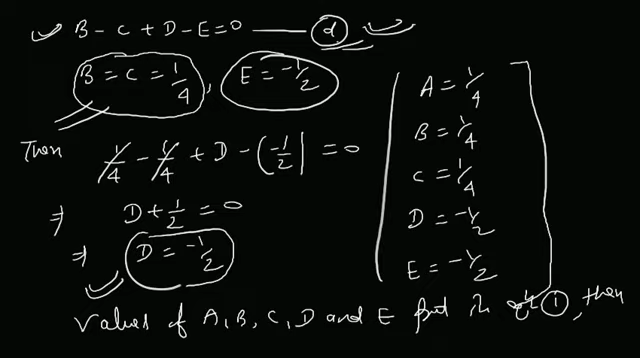 B - C + D - E = 0 —— (d)
B = C = 1/4, E = -1/2
Then 1/4 - 1/4 + D - (-1/2) = 0
⇒ D + 1/2 = 0
⇒ D = -1/2
A = 1/4
B = 1/4
C = 1/4
D = -1/2
E = -1/2
Values of A, B, C, D and E put in eqn (1), then